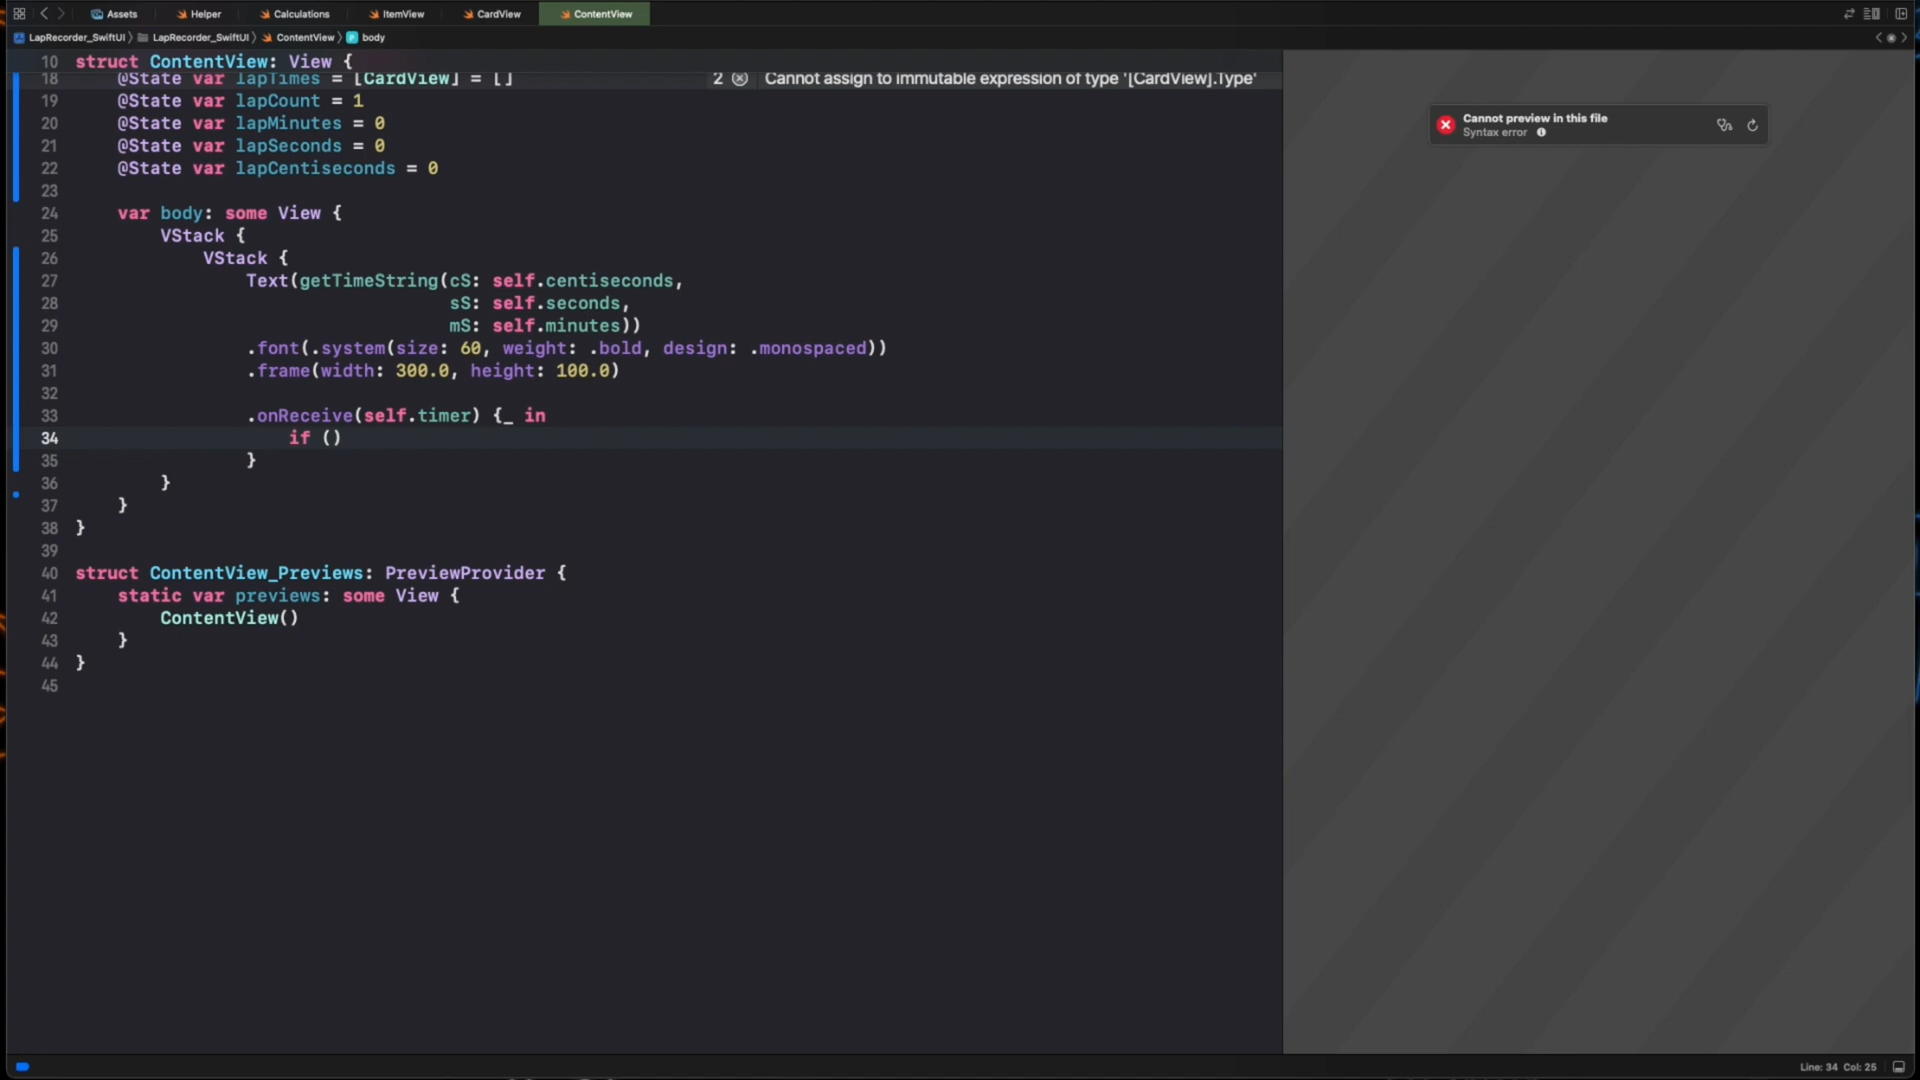 Assets Helper Calculations ItemView CardView ContentView
LapRecorder_SwiftUI LapRecorder_SwiftUI ContentView body
10 struct ContentView: View {
18 @State var lapTimes = [CardView] = [] 2 Cannot assign to immutable expression of type '[CardView].Type'
19 @State var lapCount = 1
20 @State var lapMinutes = 0
21 @State var lapSeconds = 0
22 @State var lapCentiseconds = 0
23
24 var body: some View {
25 VStack {
26 VStack {
27 Text(getTimeString(cS: self.centiseconds,
28 sS: self.seconds,
29 mS: self.minutes))
30 .font(.system(size: 60, weight: .bold, design: .monospaced))
31 .frame(width: 300.0, height: 100.0)
32
33 .onReceive(self.timer) {_ in
34 if ()
35 }
36 }
37 }
38 }
39
40 struct ContentView_Previews: PreviewProvider {
41 static var previews: some View {
42 ContentView()
43 }
44 }
45
Cannot preview in this file
Syntax error
Line: 34 Col: 25